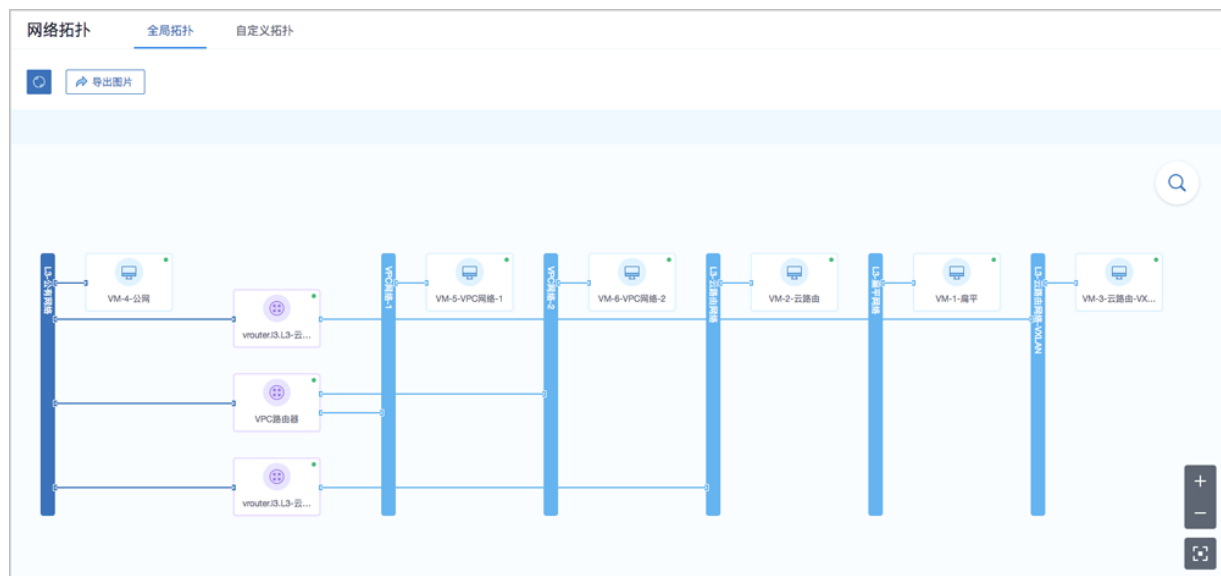 网络拓扑
全局拓扑
自定义拓扑
导出图片
L3-公有网络
VM-4-公网
vrouter.l3.L3-云...
VPC路由器
vrouter.l3.L3-云...
VPC网络-1
VM-5-VPC网络-1
VPC网络-2
VM-6-VPC网络-2
L3-云路由网络
VM-2-云路由
L3-扁平网络
VM-1-扁平
L3-云路由网络-VXLAN
VM-3-云路由-VX...